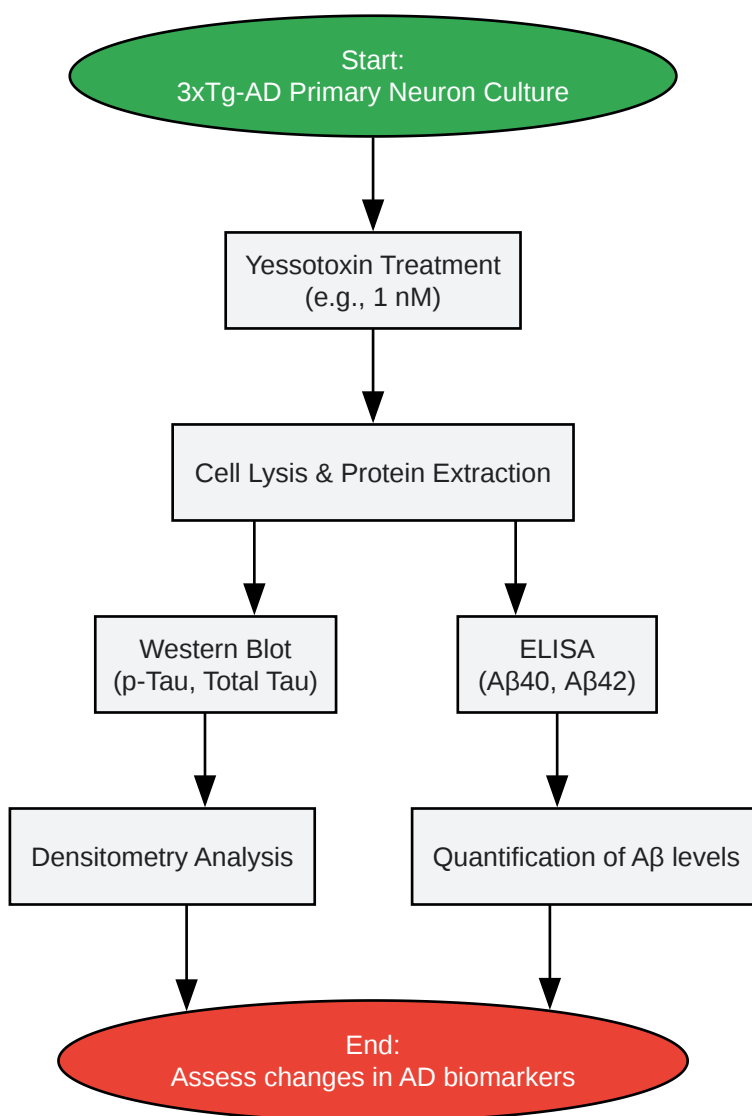 Start:
3xTg-AD Primary Neuron Culture
Yessotoxin Treatment
(e.g., 1 nM)
Cell Lysis & Protein Extraction
Western Blot
(p-Tau, Total Tau)
ELISA
(Aβ40, Aβ42)
Densitometry Analysis
Quantification of Aβ levels
End:
Assess changes in AD biomarkers